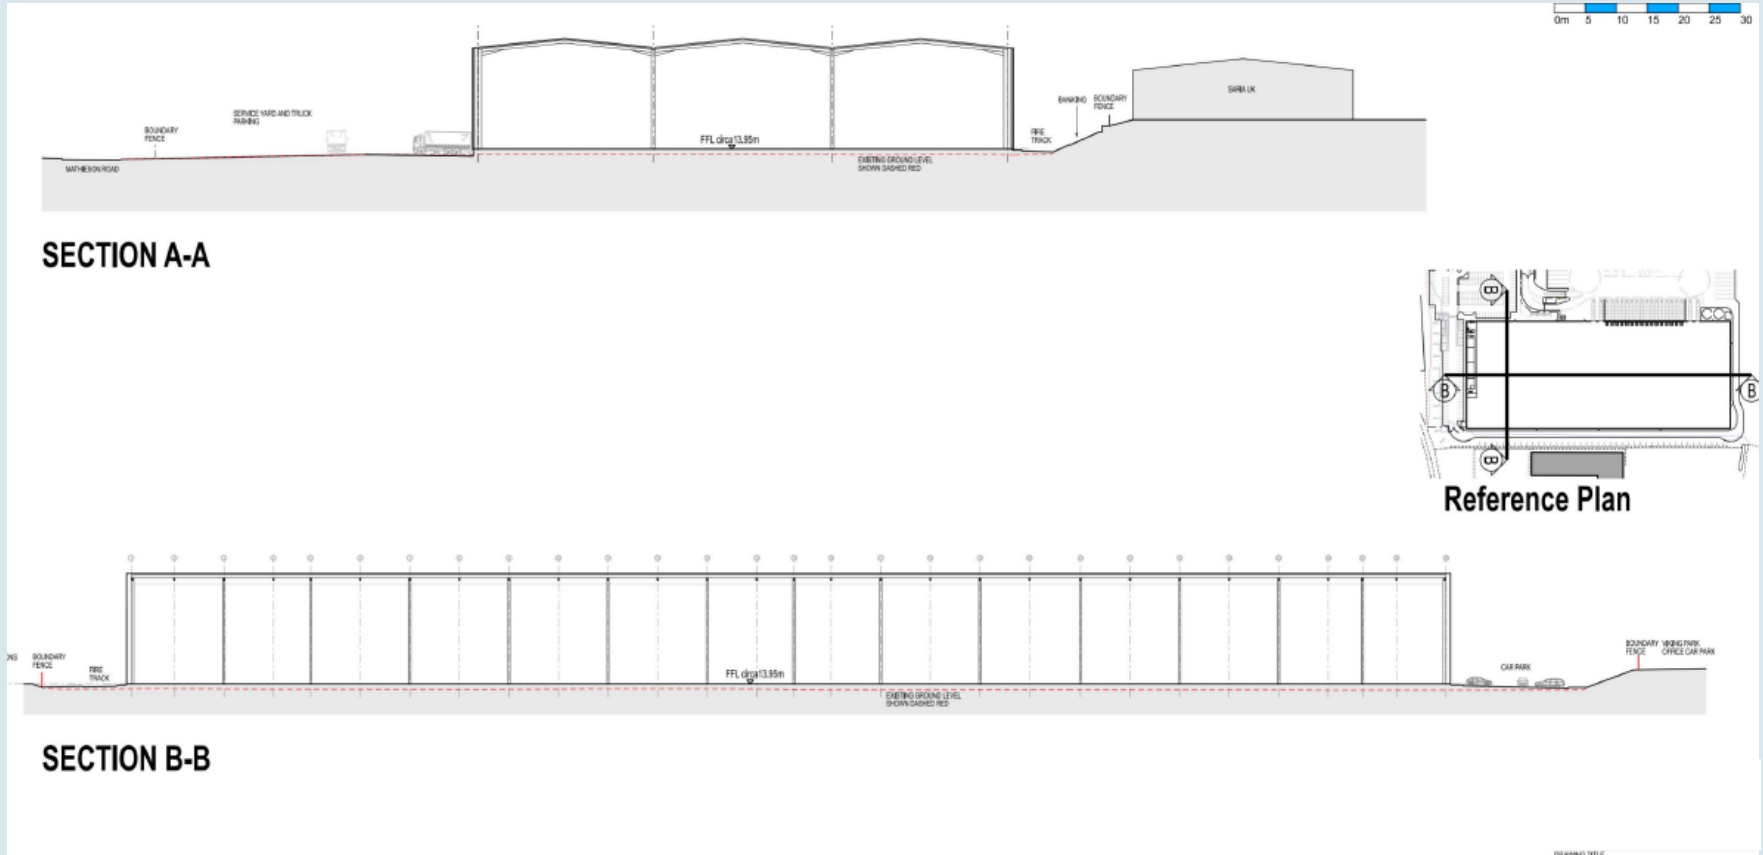 0m 5 10 15 20 25 30
SERVICE YARD AND TRUCK
PARKING
BOUNDARY
FENCE
MATHIESON ROAD
FFL circa13.95m
EXISTING GROUND LEVEL
SHOWN DASHED RED
FIRE
TRACK
BANKING
BOUNDARY
FENCE
SARIA UK
SECTION A-A
B
B
B
B
Reference Plan
BOUNDARY
FENCE
FIRE
TRACK
FFL circa13.95m
EXISTING GROUND LEVEL
SHOWN DASHED RED
CAR PARK
BOUNDARY
FENCE
VIKING PARK
OFFICE CAR PARK
SECTION B-B